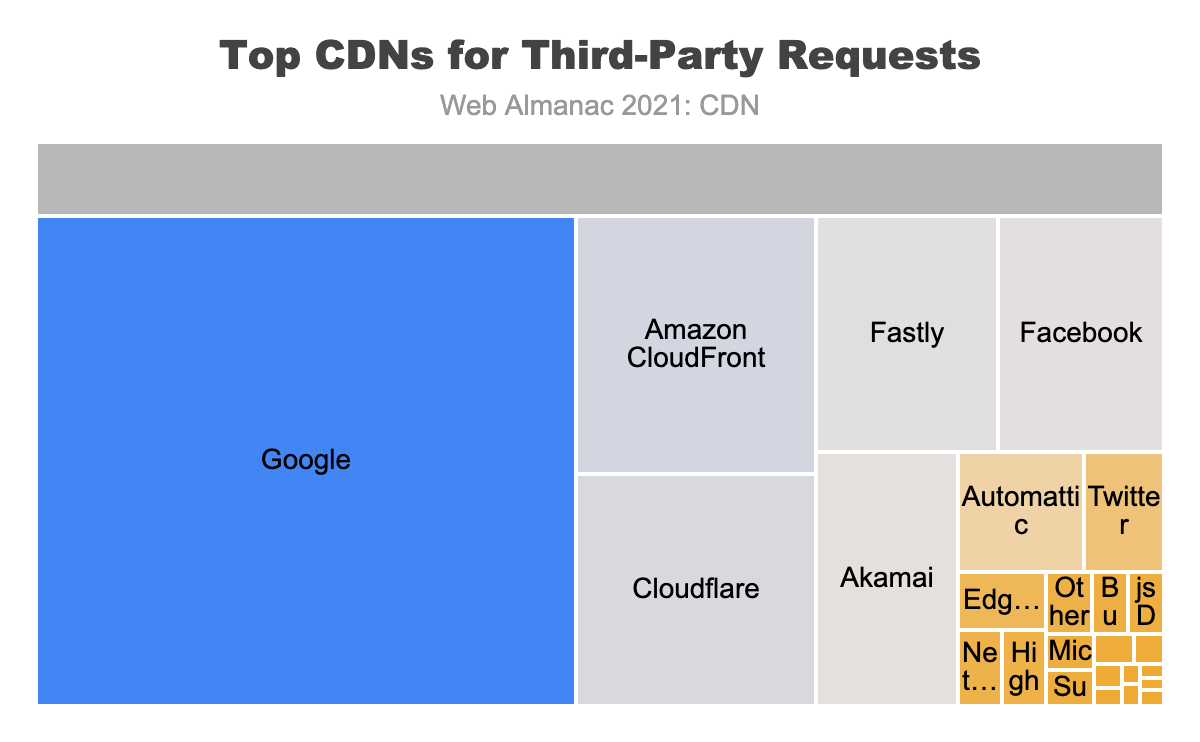 Top CDNs for Third-Party Requests
Web Almanac 2021: CDN
Google
Amazon
CloudFront
Cloudflare
Fastly
Facebook
Akamai
Automatti
c
Twitte
r
Edg...
Ot
her
B
u
js
D
Ne
t...
Hi
gh
Mic
Su